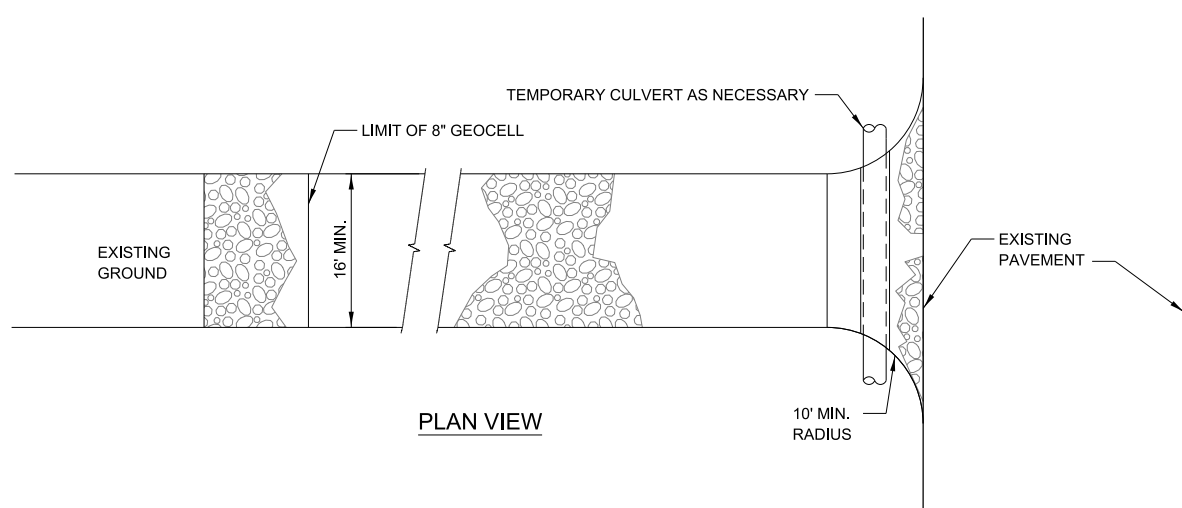 TEMPORARY CULVERT AS NECESSARY
LIMIT OF 8" GEOCELL
EXISTING
GROUND
16' MIN.
EXISTING
PAVEMENT
10' MIN.
RADIUS
PLAN VIEW